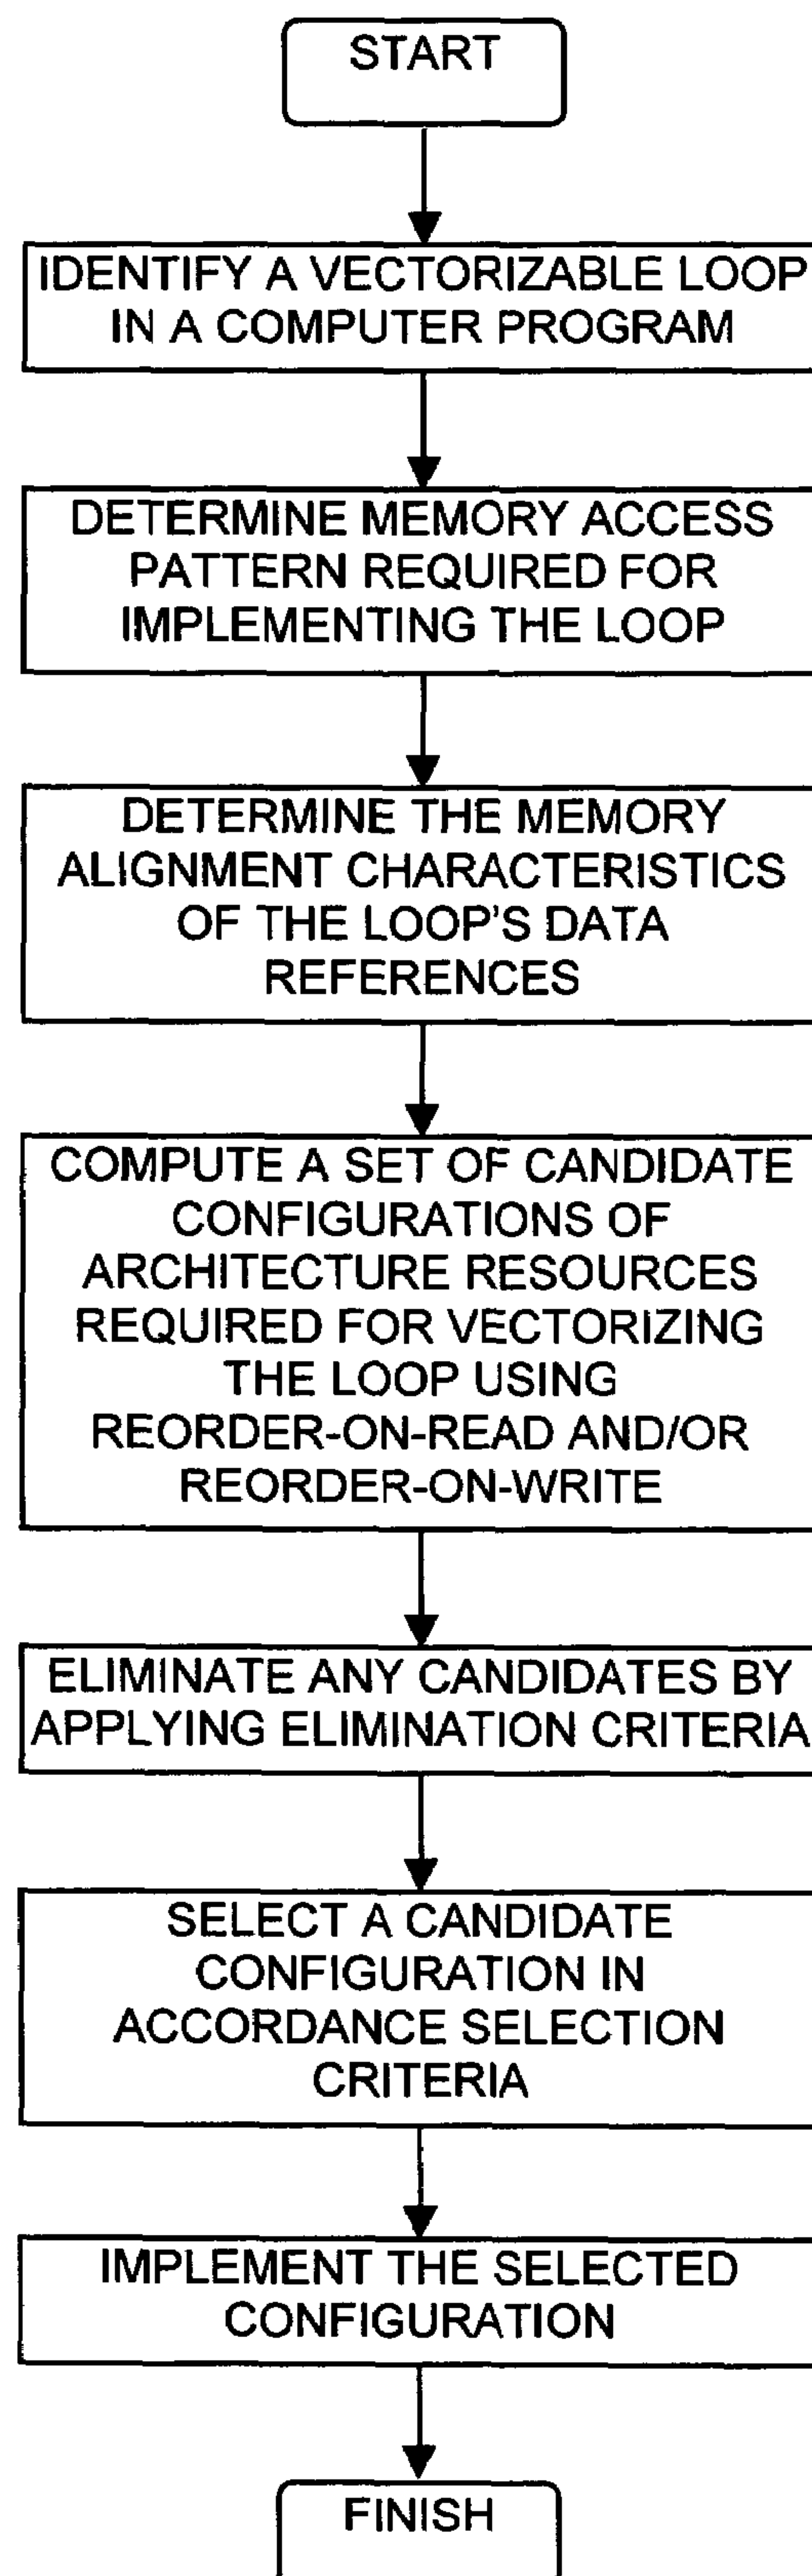 START
IDENTIFY A VECTORIZABLE LOOP
IN A COMPUTER PROGRAM
DETERMINE MEMORY ACCESS
PATTERN REQUIRED FOR
IMPLEMENTING THE LOOP
DETERMINE THE MEMORY
ALIGNMENT CHARACTERISTICS
OF THE LOOP'S DATA
REFERENCES
COMPUTE A SET OF CANDIDATE
CONFIGURATIONS OF
ARCHITECTURE RESOURCES
REQUIRED FOR VECTORIZING
THE LOOP USING
REORDER-ON-READ AND/OR
REORDER-ON-WRITE
ELIMINATE ANY CANDIDATES BY
APPLYING ELIMINATION CRITERIA
SELECT A CANDIDATE
CONFIGURATION IN
ACCORDANCE SELECTION
CRITERIA
IMPLEMENT THE SELECTED
CONFIGURATION
FINISH